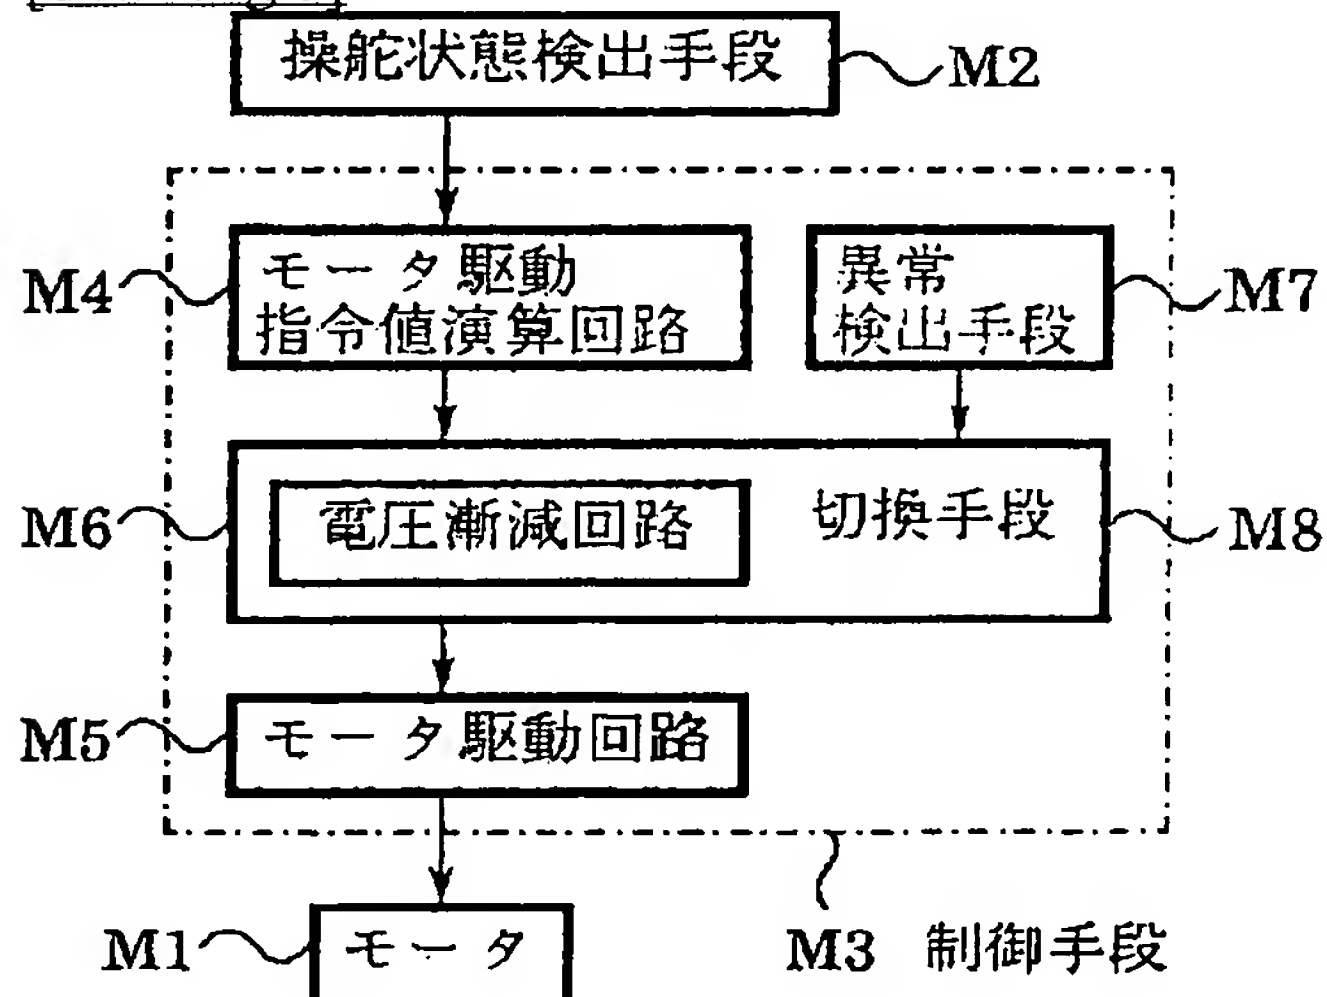 操舵状態検出手段
M2
モータ駆動
指令値演算回路
M4
異常
検出手段
M7
M6
電圧漸減回路
切換手段
M8
M5
モータ駆動回路
M1
モータ
M3 制御手段